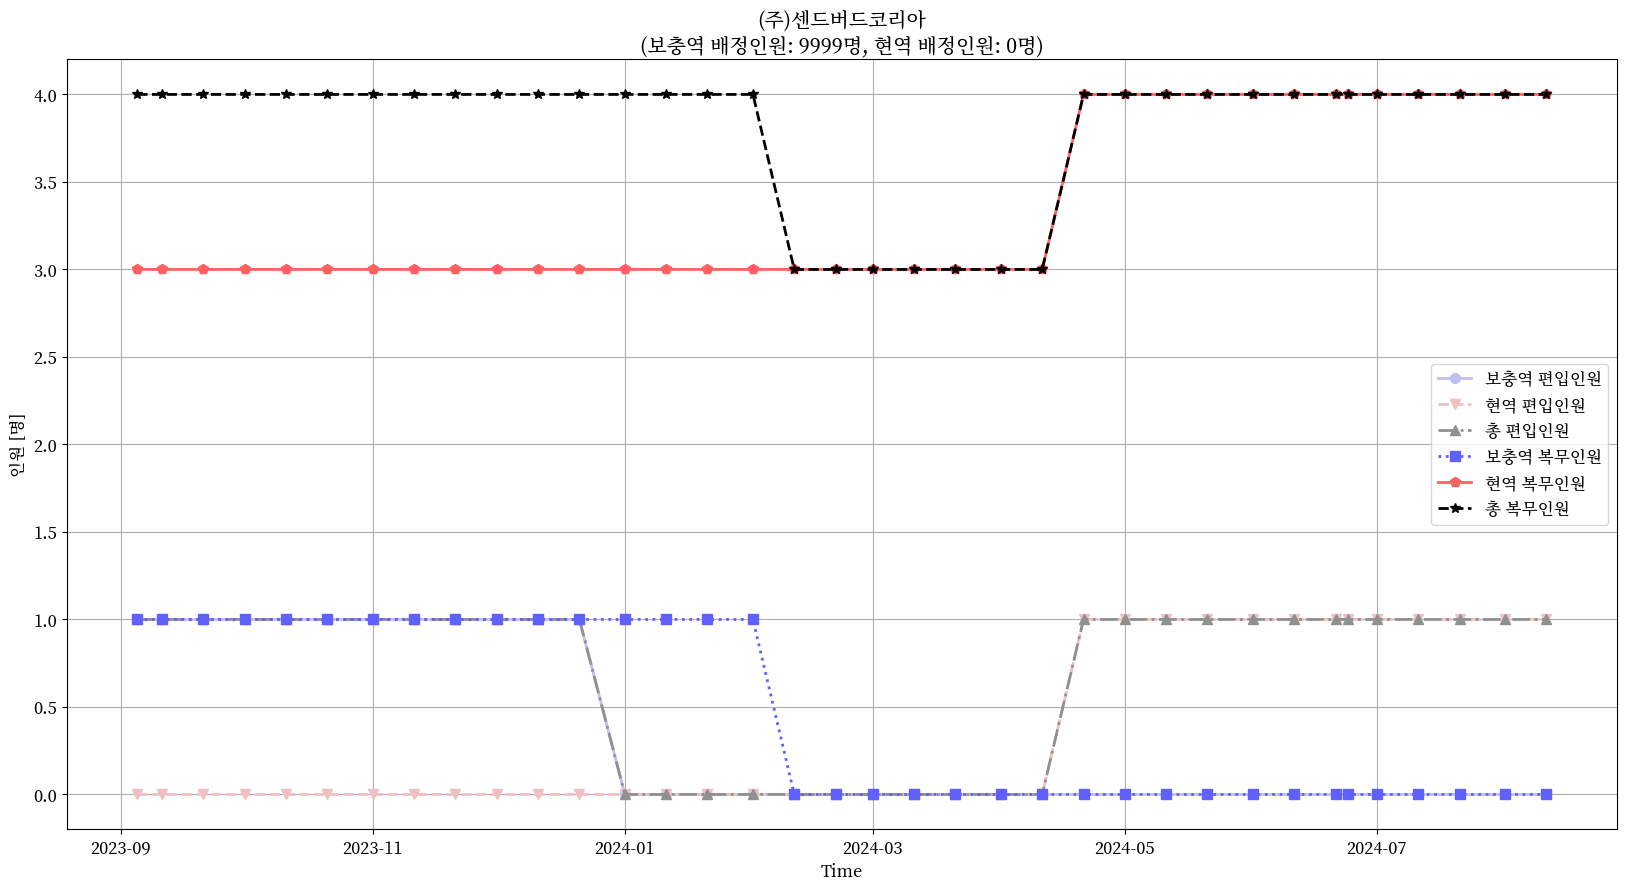 (주)센드버드코리아
(보충역 배정인원: 9999명, 현역 배정인원: 0명)
4.0
3.5
3.0
2.5
2.0
1.5
1.0
0.5
0.0
인원 [명]
보충역 편입인원
현역 편입인원
총 편입인원
보충역 복무인원
현역 복무인원
총 복무인원
2023-09
2023-11
2024-01
2024-03
2024-05
2024-07
Time